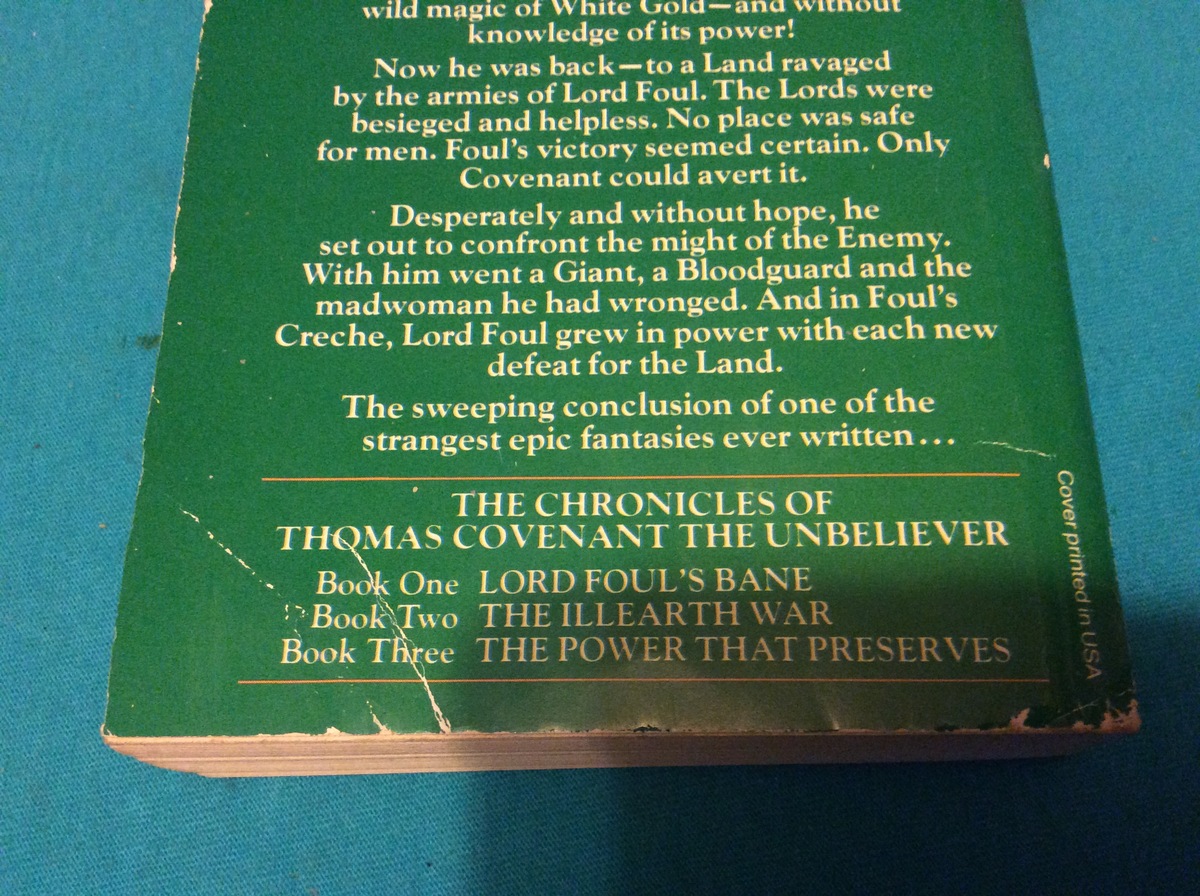 wild magic of White Gold—and without
knowledge of its power!
Now he was back—to a Land ravaged
by the armies of Lord Foul. The Lords were
besieged and helpless. No place was safe
for men. Foul's victory seemed certain. Only
Covenant could avert it.
Desperately and without hope, he
set out to confront the might of the Enemy.
With him went a Giant, a Bloodguard and the
madwoman he had wronged. And in Foul's
Creche, Lord Foul grew in power with each new
defeat for the Land.
The sweeping conclusion of one of the
strangest epic fantasies ever written...
THE CHRONICLES OF
THOMAS COVENANT THE UNBELIEVER
Book One LORD FOUL'S BANE
Book Two THE ILLEARTH WAR
Book Three THE POWER THAT PRESERVES
Cover printed in USA